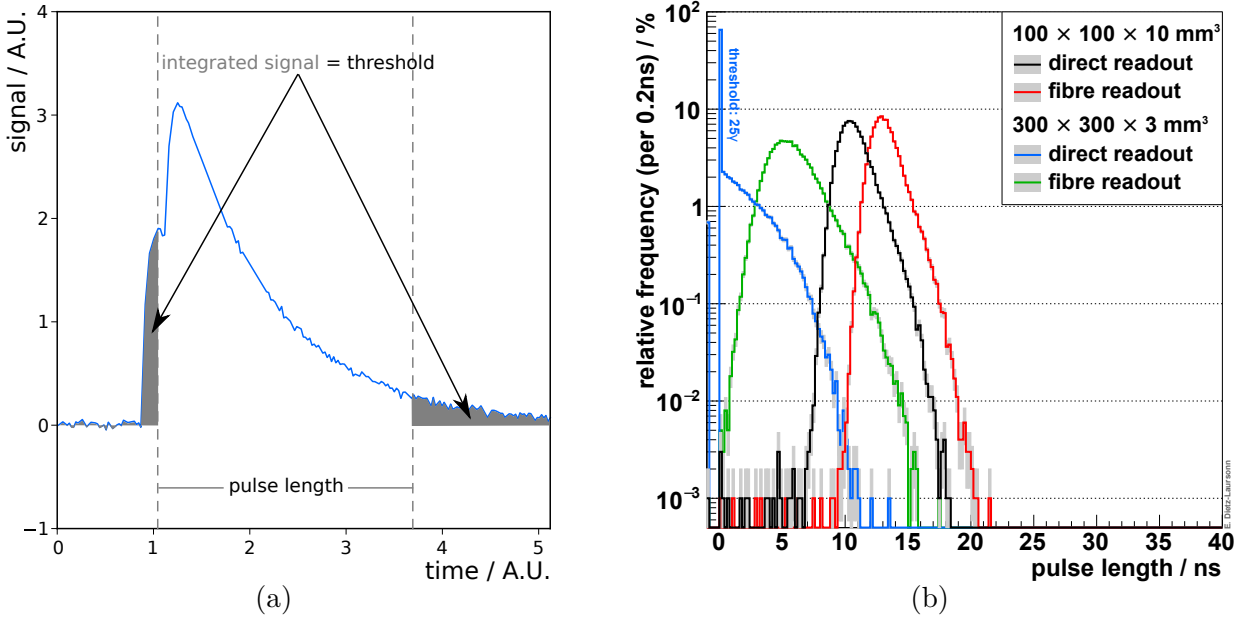 signal / A.U.
4
3
2
1
0
−1
integrated signal = threshold
pulse length
0
1
2
3
4
5
time / A.U.
(a)
relative frequency (per 0.2ns) / %
10²
10
1
10⁻¹
10⁻²
10⁻³
threshold: 25γ
100 × 100 × 10 mm³
direct readout
fibre readout
300 × 300 × 3 mm³
direct readout
fibre readout
E. Dietz-Laursonn
0
5
10
15
20
25
30
35
40
pulse length / ns
(b)